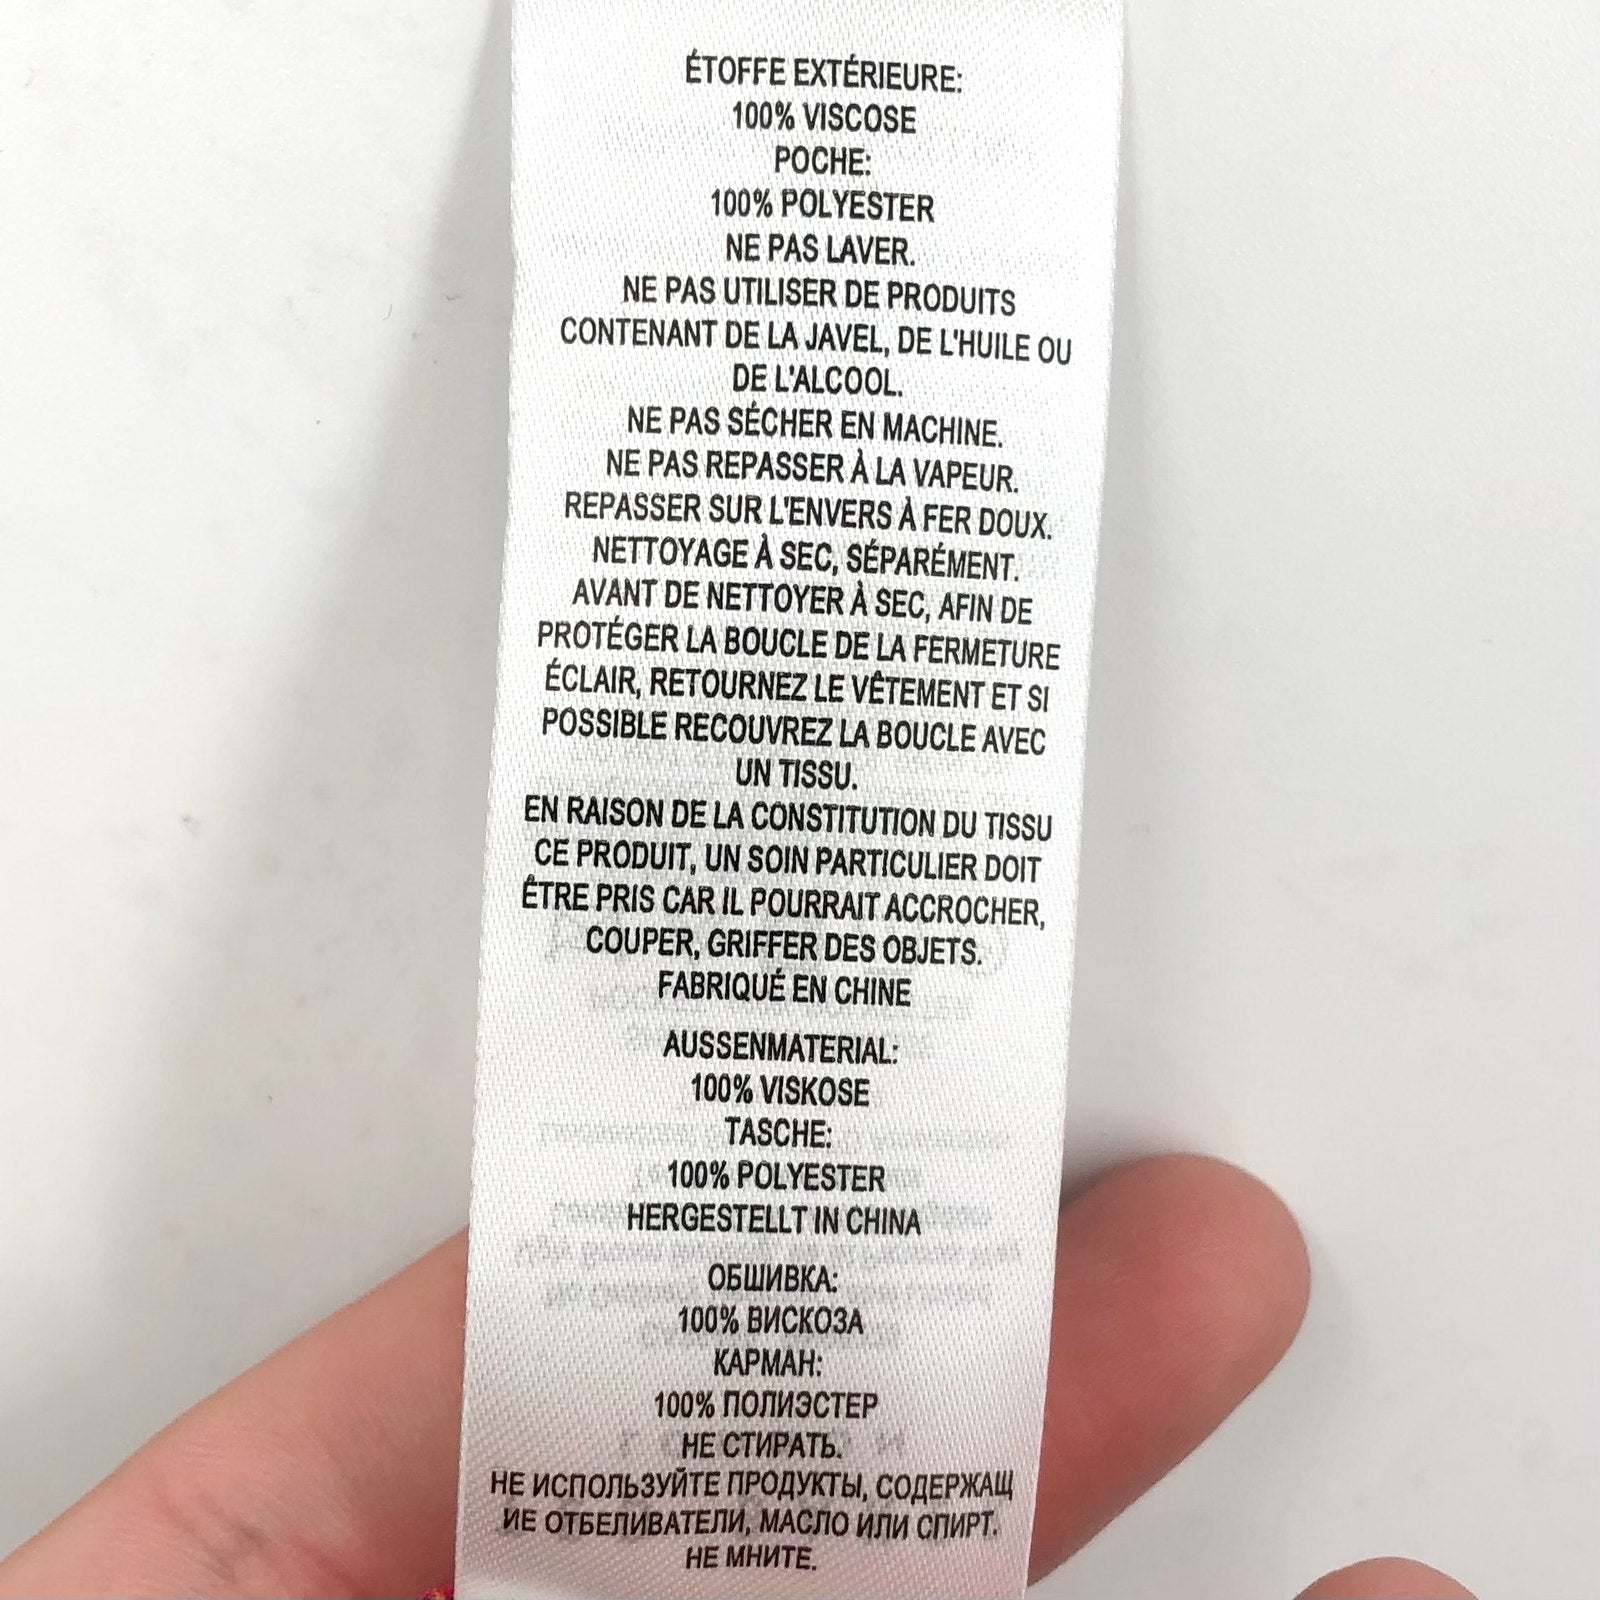 ÉTOFFE EXTÉRIEURE:
100% VISCOSE
POCHE:
100% POLYESTER
NE PAS LAVER.
NE PAS UTILISER DE PRODUITS
CONTENANT DE LA JAVEL, DE L'HUILE OU
DE L'ALCOOL.
NE PAS SÉCHER EN MACHINE.
NE PAS REPASSER À LA VAPEUR.
REPASSER SUR L'ENVERS À FER DOUX.
NETTOYAGE À SEC, SÉPARÉMENT.
AVANT DE NETTOYER À SEC, AFIN DE
PROTÉGER LA BOUCLE DE LA FERMETURE
ÉCLAIR, RETOURNEZ LE VÊTEMENT ET SI
POSSIBLE RECOUVREZ LA BOUCLE AVEC
UN TISSU.
EN RAISON DE LA CONSTITUTION DU TISSU
CE PRODUIT, UN SOIN PARTICULIER DOIT
ÊTRE PRIS CAR IL POURRAIT ACCROCHER,
COUPER, GRIFFER DES OBJETS.
FABRIQUÉ EN CHINE
AUSSENMATERIAL:
100% VISKOSE
TASCHE:
100% POLYESTER
HERGESTELLT IN CHINA
ОБШИВКА:
100% ВИСКОЗА
КАРМАН:
100% ПОЛИЭСТЕР
НЕ СТИРАТЬ.
НЕ ИСПОЛЬЗУЙТЕ ПРОДУКТЫ, СОДЕРЖАЩ
ИЕ ОТБЕЛИВАТЕЛИ, МАСЛО ИЛИ СПИРТ.
НЕ МНИТЕ.